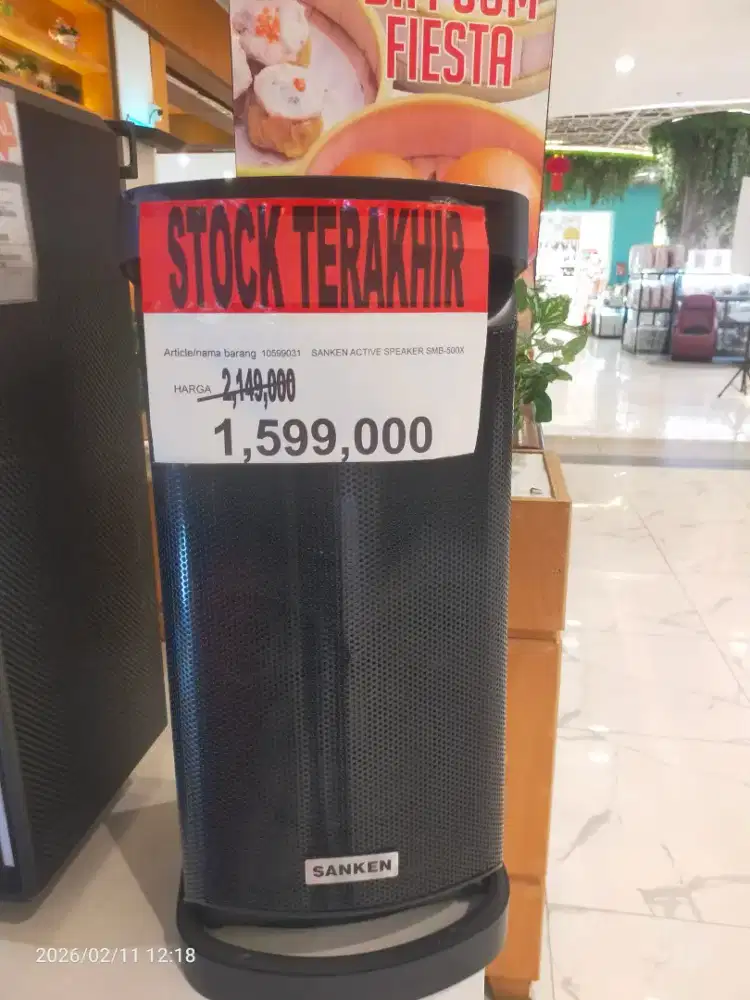 FIESTA
STOCK TERAKHIR
Article/nama barang 10599031 SANKEN ACTIVE SPEAKER SMB-590X
HARGA 2,149,000
1,599,000
SANKEN
2026/02/11 12:18